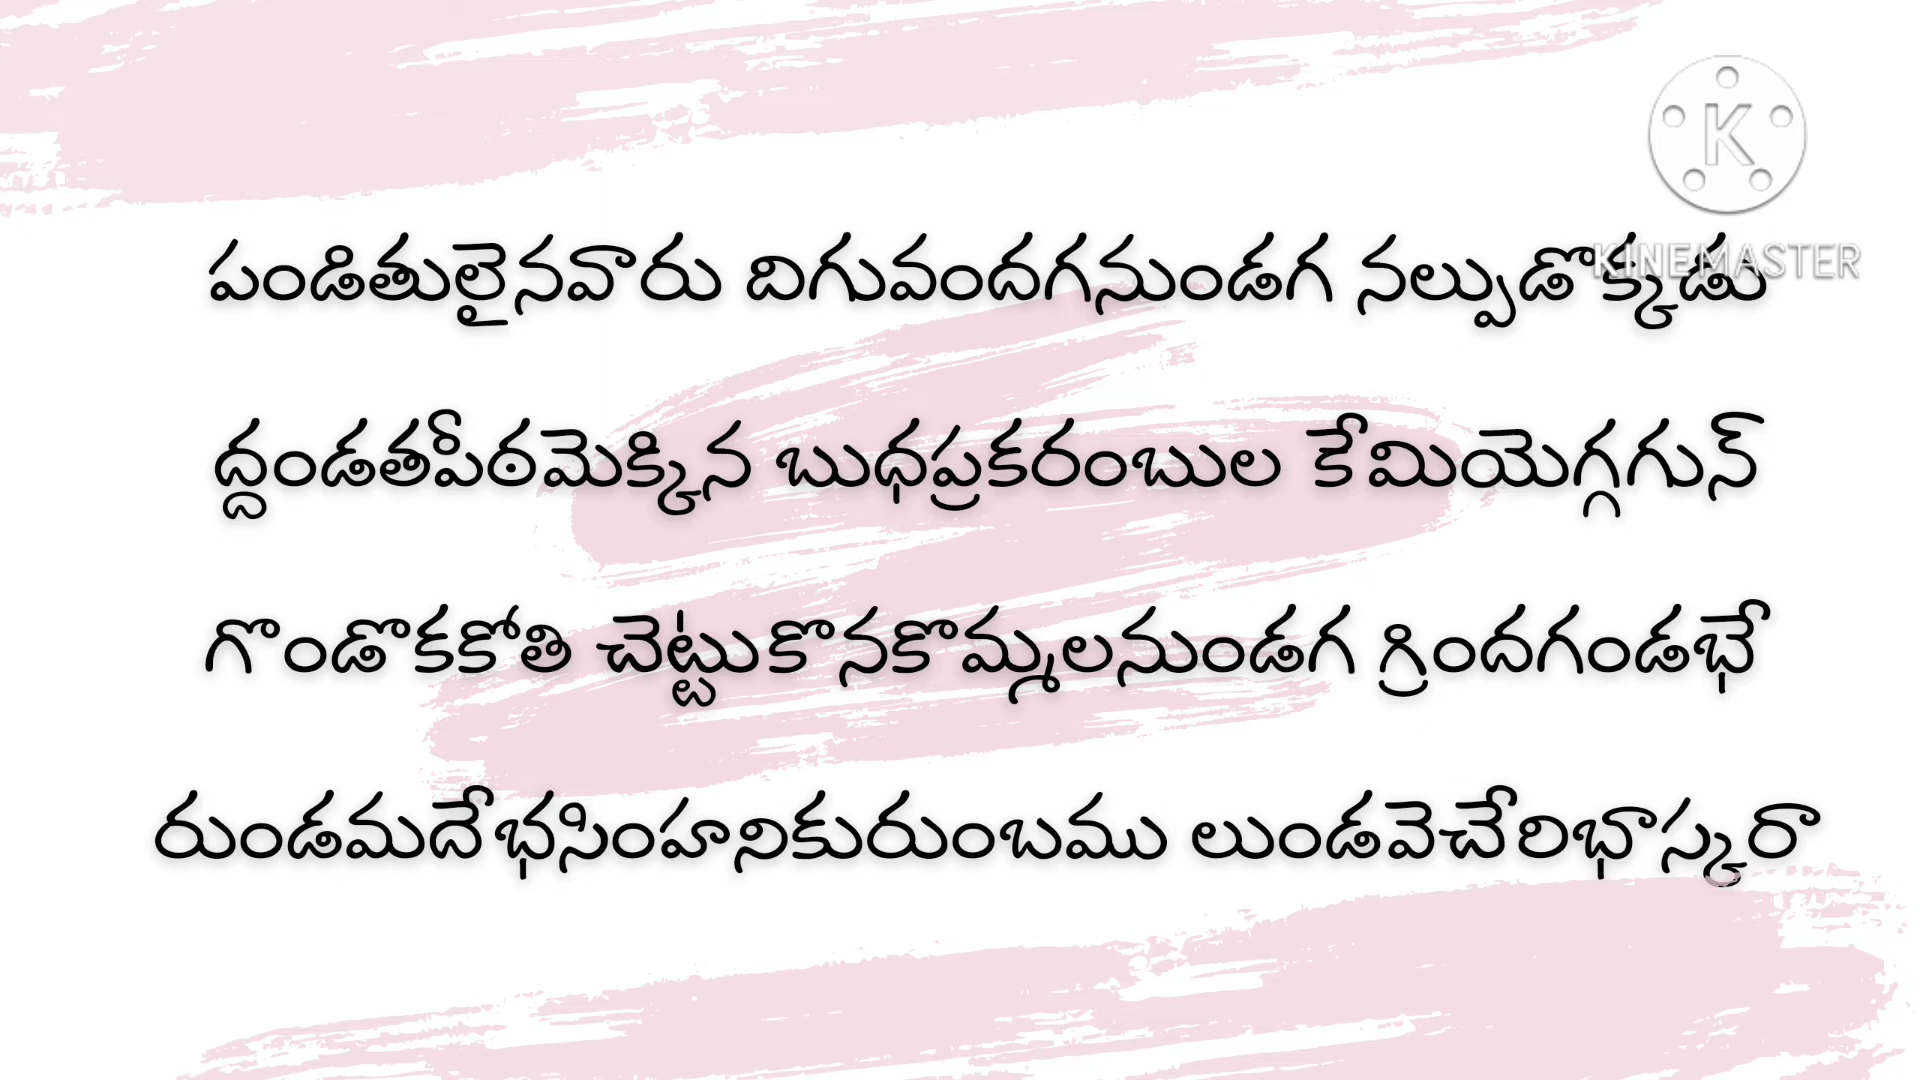 KINEMASTER
పండితులైనవారు దిగువందగనుండగ నల్పుడొక్కడు
ద్దండతపీఠమెక్కిన బుధప్రకరంబుల కేమియెగ్గగున్
గొండొకకోతి చెట్టుకొనకొమ్మలనుండగ గ్రిందగండభే
రుండమదేభసింహనికురుంబము లుండవెచేరిభాస్కరా